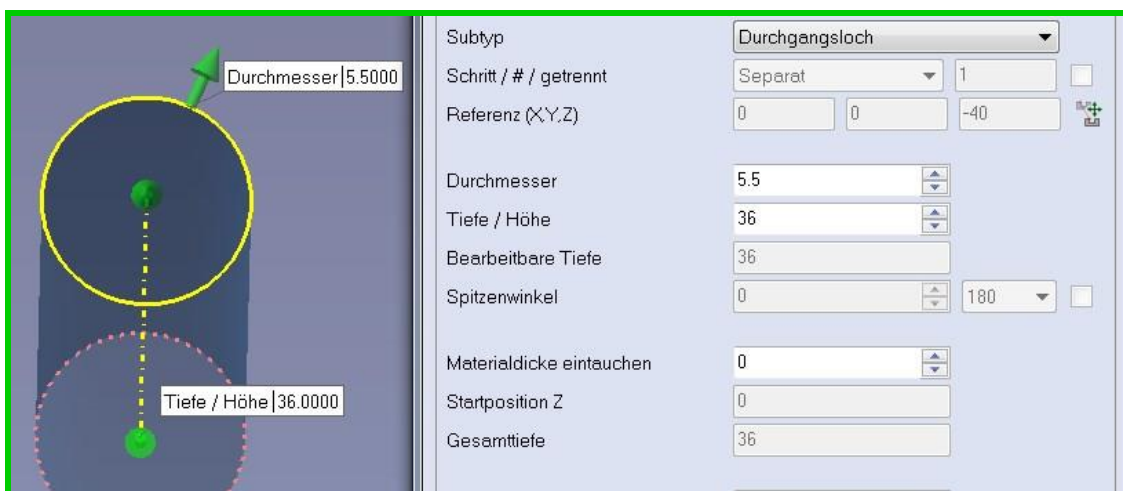 Durchmesser 5.5000
Tiefe / Höhe 36.0000
Subtyp Durchgangsloch
Schritt / # / getrennt Separat 1
Referenz (X,Y,Z) 0 0 -40
Durchmesser 5.5
Tiefe / Höhe 36
Bearbeitbare Tiefe 36
Spitzenwinkel 0 180
Materialdicke eintauchen 0
Startposition Z 0
Gesamttiefe 36